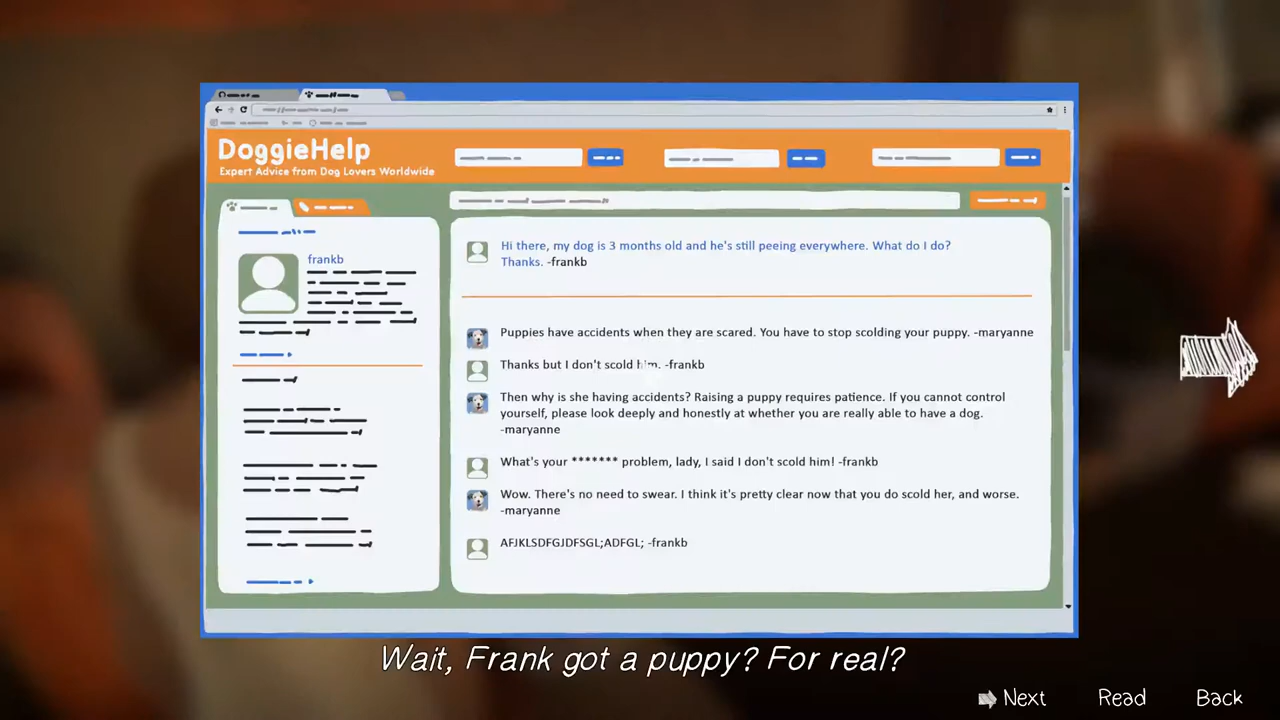 DoggieHelp
Expert Advice from Dog Lovers Worldwide
frankb
Hi there, my dog is 3 months old and he's still peeing everywhere. What do I do?
Thanks. -frankb
Puppies have accidents when they are scared. You have to stop scolding your puppy. -maryanne
Thanks but I don't scold him. -frankb
Then why is she having accidents? Raising a puppy requires patience. If you cannot control
yourself, please look deeply and honestly at whether you are really able to have a dog.
-maryanne
What's your ******* problem, lady, I said I don't scold him! -frankb
Wow. There's no need to swear. I think it's pretty clear now that you do scold her, and worse.
-maryanne
AFJKLSDFGJDFSGL;ADFGL; -frankb
Wait, Frank got a puppy? For real?
Next Read Back